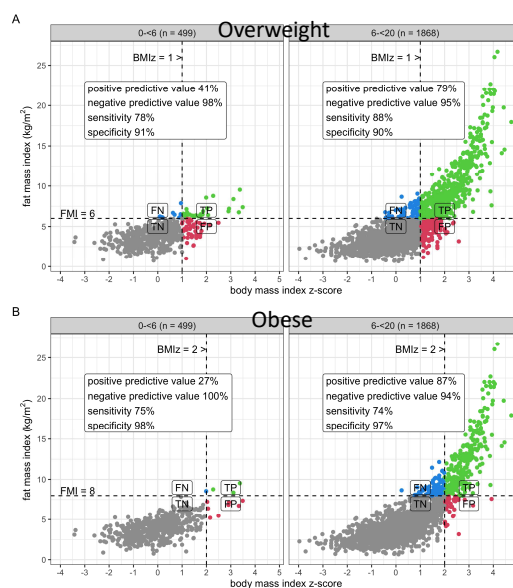 A
Overweight
0-<6 (n = 499)
6-<20 (n = 1868)
BMIz = 1 >
BMIz = 1 >
25
20
15
10
5
0
fat mass index (kg/m²)
positive predictive value 41%
negative predictive value 98%
sensitivity 78%
specificity 91%
positive predictive value 79%
negative predictive value 95%
sensitivity 88%
specificity 90%
FMI = 6
FN
TP
TN
FP
FN
TP
TN
FP
-4 -3 -2 -1 0 1 2 3 4 5
-4 -3 -2 -1 0 1 2 3 4
body mass index z-score
B
Obese
0-<6 (n = 499)
6-<20 (n = 1868)
BMIz = 2 >
BMIz = 2 >
25
20
15
10
5
0
fat mass index (kg/m²)
positive predictive value 27%
negative predictive value 100%
sensitivity 75%
specificity 98%
positive predictive value 87%
negative predictive value 94%
sensitivity 74%
specificity 97%
FMI = 8
FN
TP
TN
FP
FN
TP
TN
FP
-4 -3 -2 -1 0 1 2 3 4 5
-4 -3 -2 -1 0 1 2 3 4
body mass index z-score